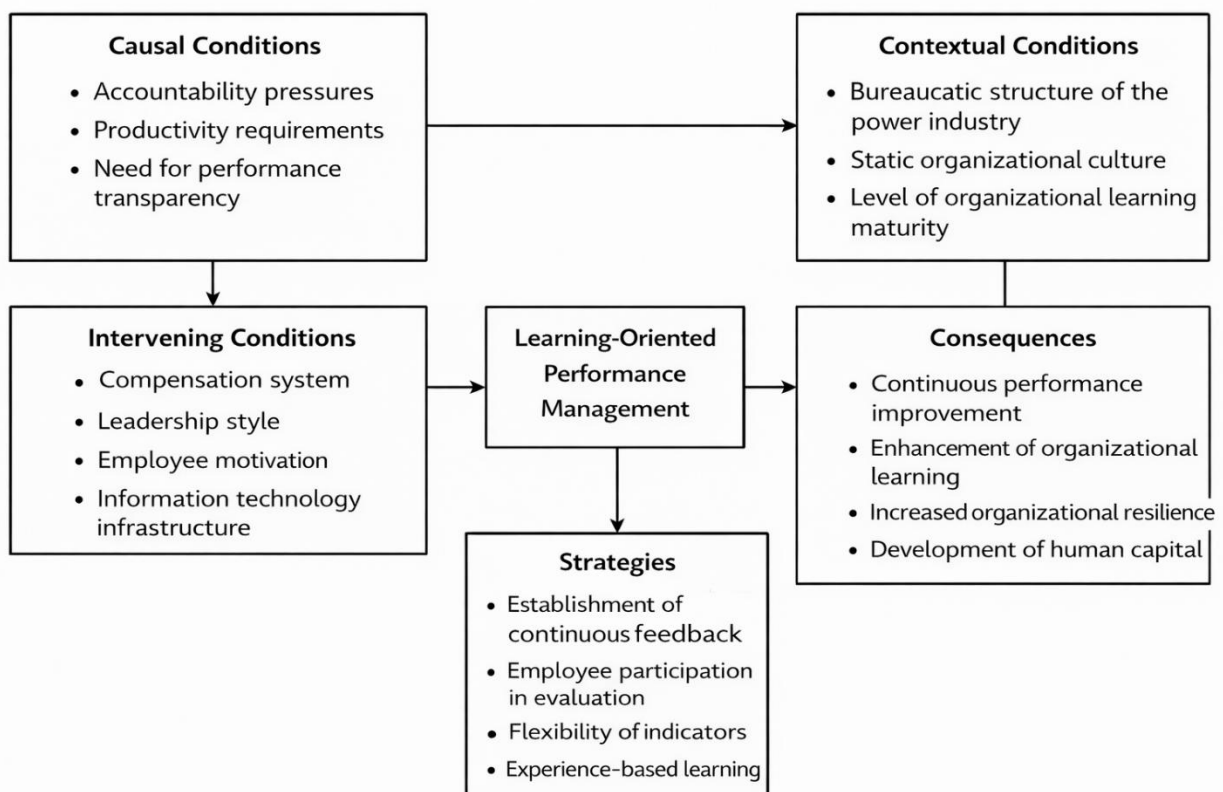 Causal Conditions
• Accountability pressures
• Productivity requirements
• Need for performance
transparency
Contextual Conditions
• Bureaucatic structure of the
power industry
• Static organizational culture
• Level of organizational learning
maturity
Intervening Conditions
• Compensation system
• Leadership style
• Employee motivation
• Information technology
infrastructure
Learning-Oriented
Performance
Management
Consequences
• Continuous performance
improvement
• Enhancement of organizational
learning
• Increased organizational resilience
• Development of human capital
Strategies
• Establishment of
continuous feedback
• Employee participation
in evaluation
• Flexibility of indicators
• Experience-based learning